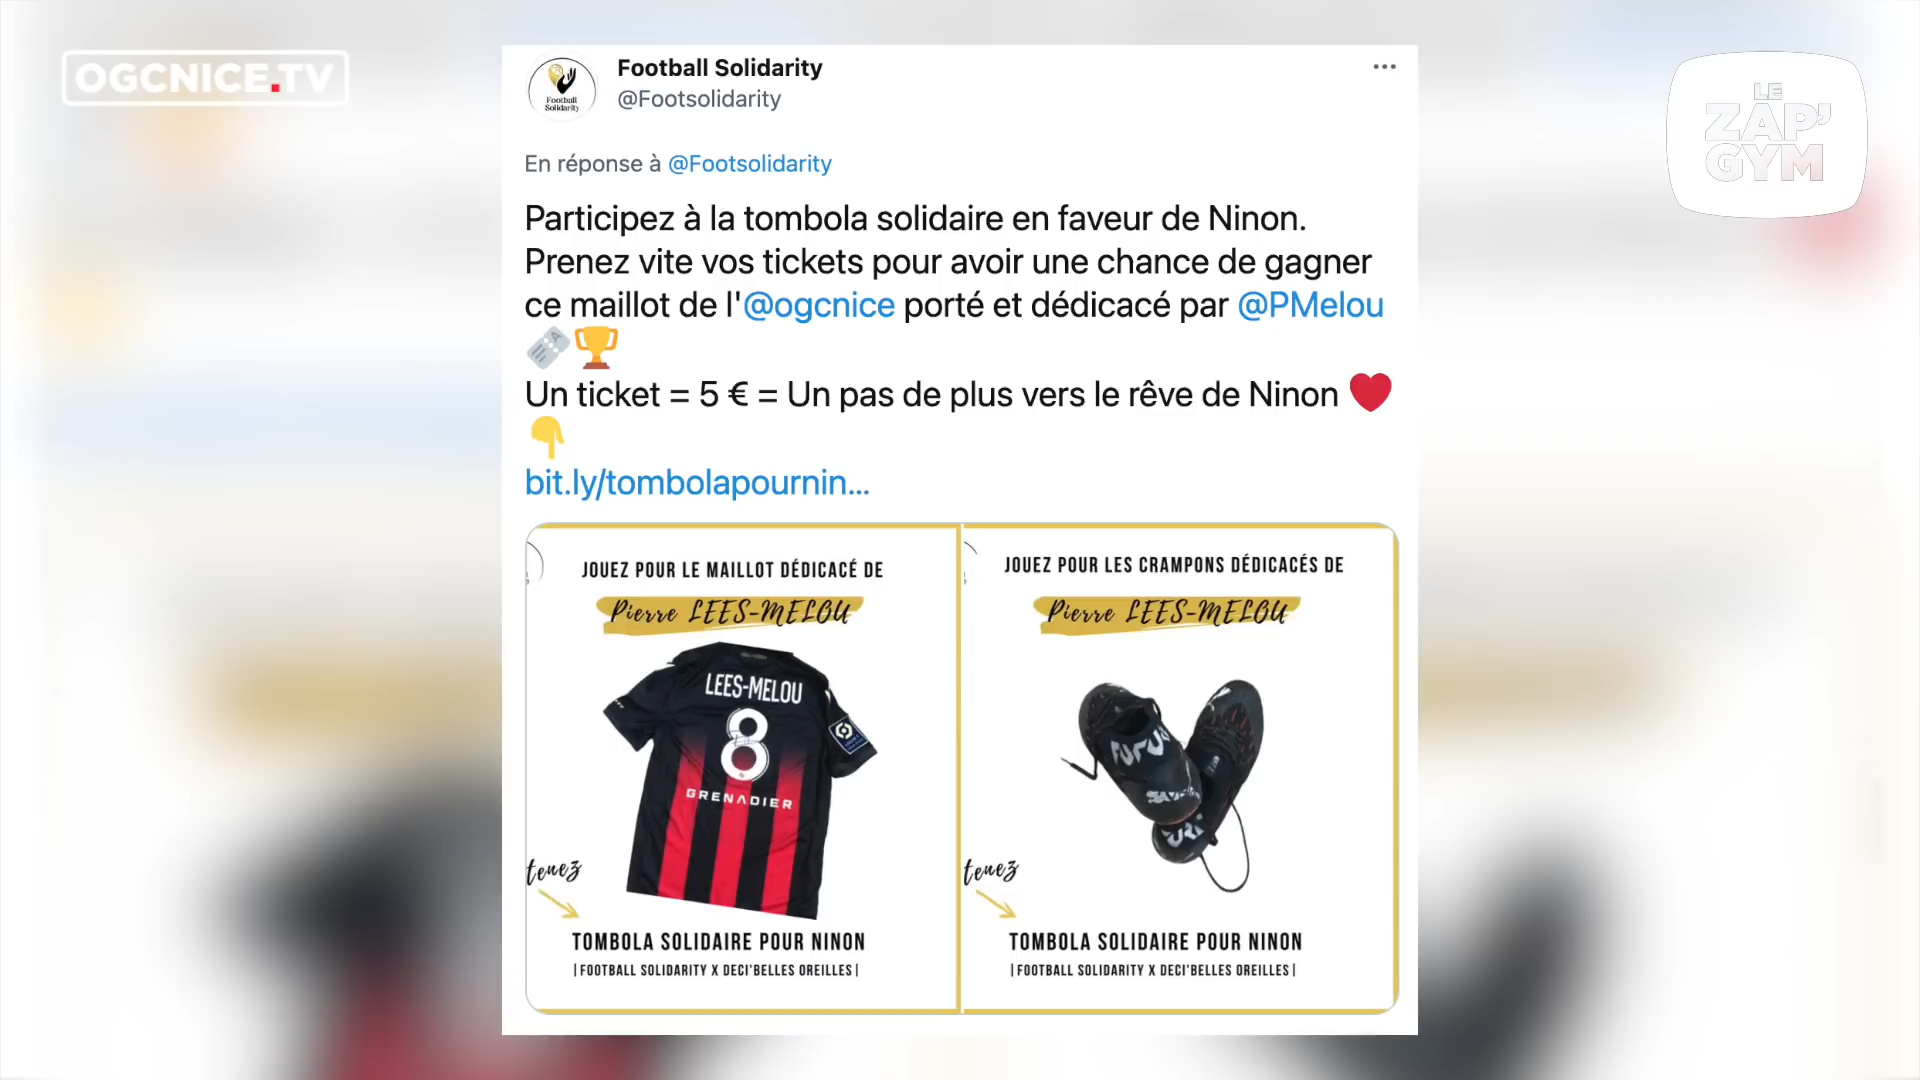 OGCNICE.TV
LE
ZAP'
GYM
Football
Solidarity
Football Solidarity
@Footsolidarity
En réponse à @Footsolidarity
Participez à la tombola solidaire en faveur de Ninon.
Prenez vite vos tickets pour avoir une chance de gagner
ce maillot de l'@ogcnice porté et dédicacé par @PMelou
Un ticket = 5 € = Un pas de plus vers le rêve de Ninon
bit.ly/tombolapournin...
JOUEZ POUR LE MAILLOT DÉDICACÉ DE
Pierre LEES-MELOU
LEES-MELOU
8
GRENADIER
tenez
TOMBOLA SOLIDAIRE POUR NINON
|FOOTBALL SOLIDARITY X DECI'BELLES OREILLES|
JOUEZ POUR LES CRAMPONS DÉDICACÉS DE
Pierre LEES-MELOU
tenez
TOMBOLA SOLIDAIRE POUR NINON
|FOOTBALL SOLIDARITY X DECI'BELLES OREILLES|